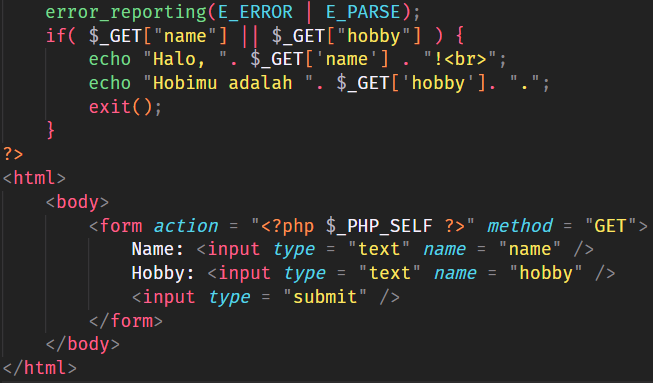 error_reporting(E_ERROR | E_PARSE);
if( $_GET["name"] || $_GET["hobby"] ) {
echo "Halo, ". $_GET['name'] . "!<br>";
echo "Hobimu adalah ". $_GET['hobby']. ".";
exit();
}
?>
<html>
<body>
<form action = "<?php $_PHP_SELF ?>" method = "GET">
Name: <input type = "text" name = "name" />
Hobby: <input type = "text" name = "hobby" />
<input type = "submit" />
</form>
</body>
</html>